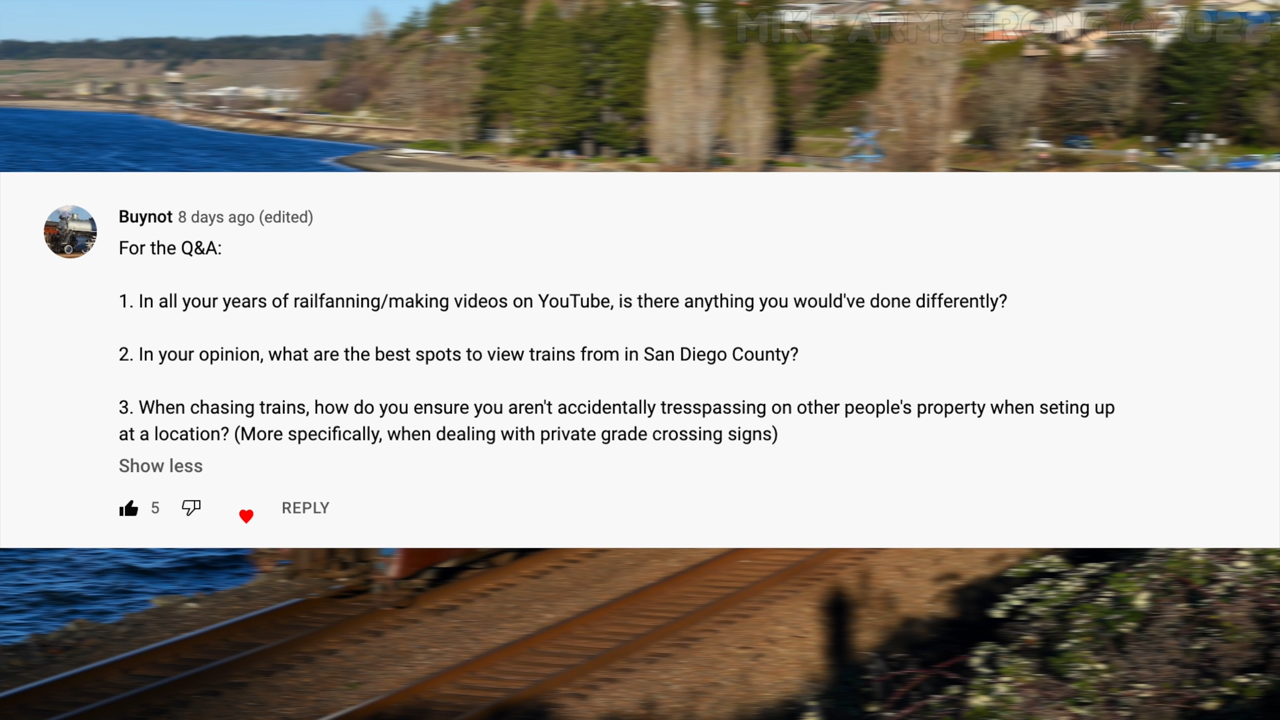 MIKE ARMSTRONG
Buynot 8 days ago (edited)
For the Q&A:
1. In all your years of railfanning/making videos on YouTube, is there anything you would've done differently?
2. In your opinion, what are the best spots to view trains from in San Diego County?
3. When chasing trains, how do you ensure you aren't accidentally tresspassing on other people's property when seting up
at a location? (More specifically, when dealing with private grade crossing signs)
Show less
5 REPLY